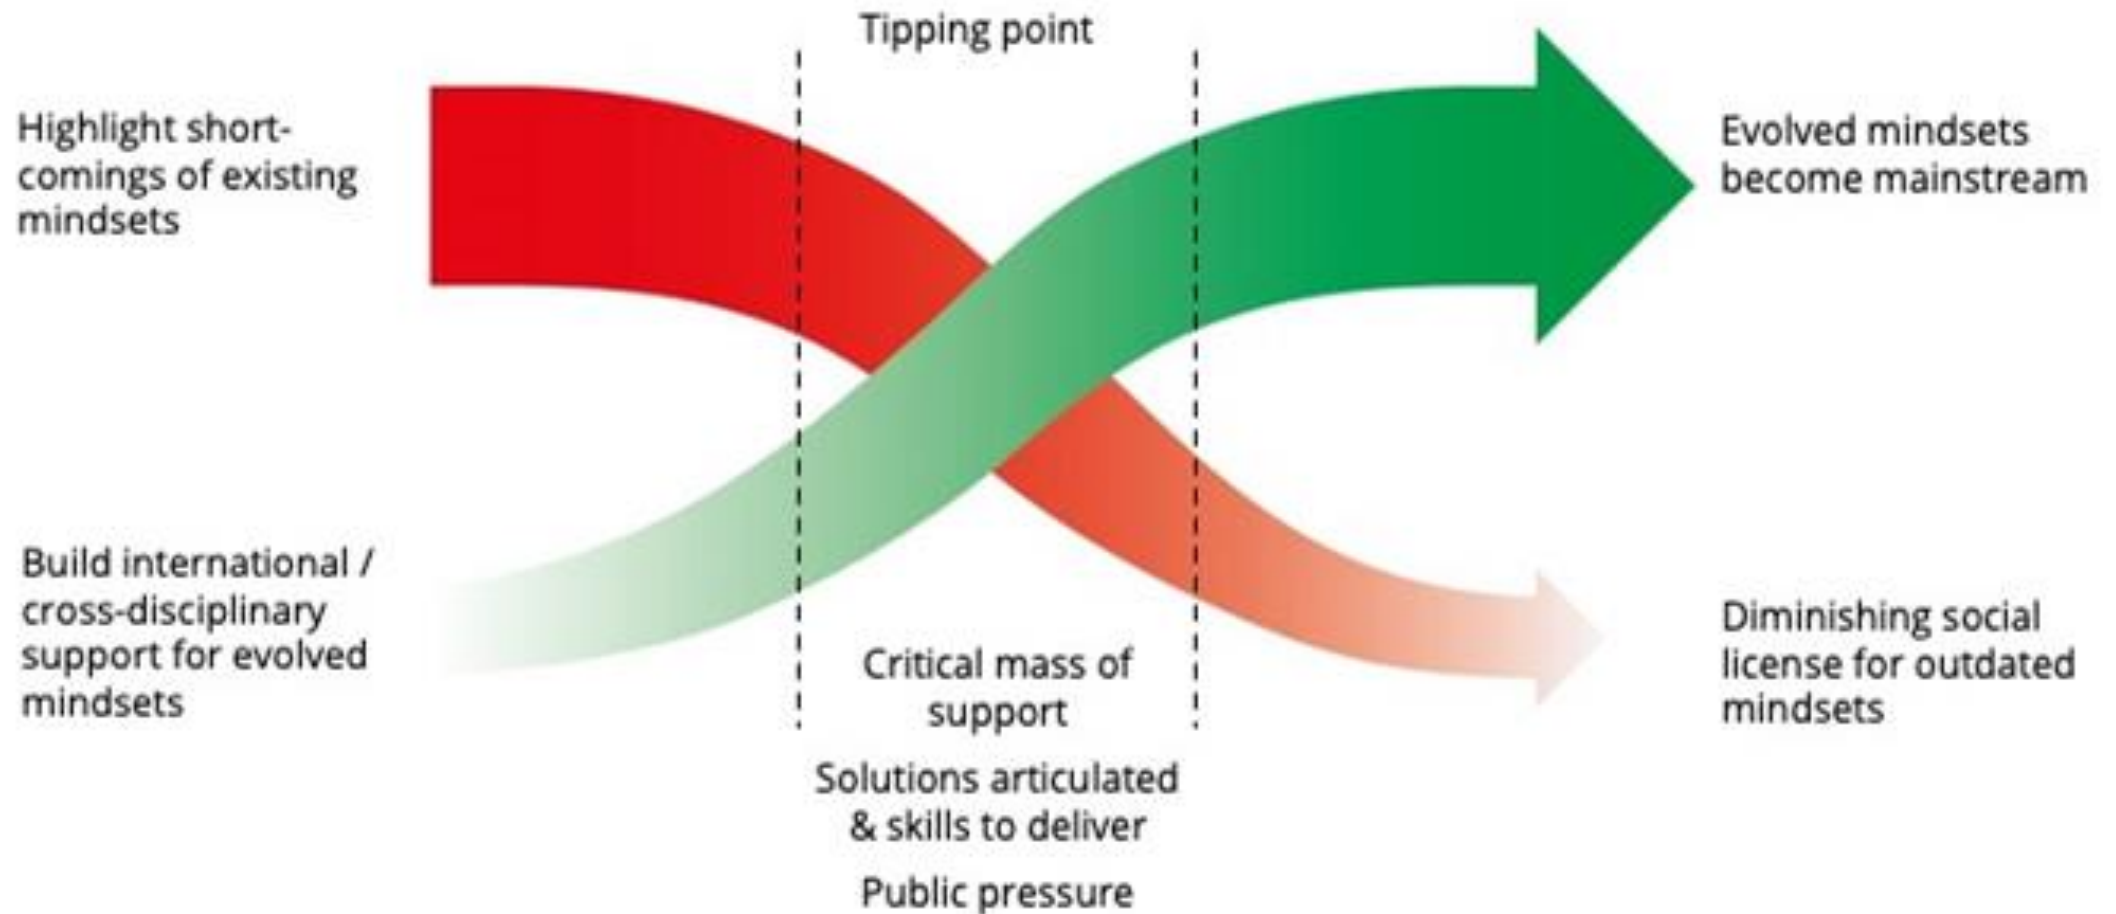 Tipping point
Highlight short-
comings of existing
mindsets
Evolved mindsets
become mainstream
Build international /
cross-disciplinary
support for evolved
mindsets
Critical mass of
support
Solutions articulated
& skills to deliver
Public pressure
Diminishing social
license for outdated
mindsets